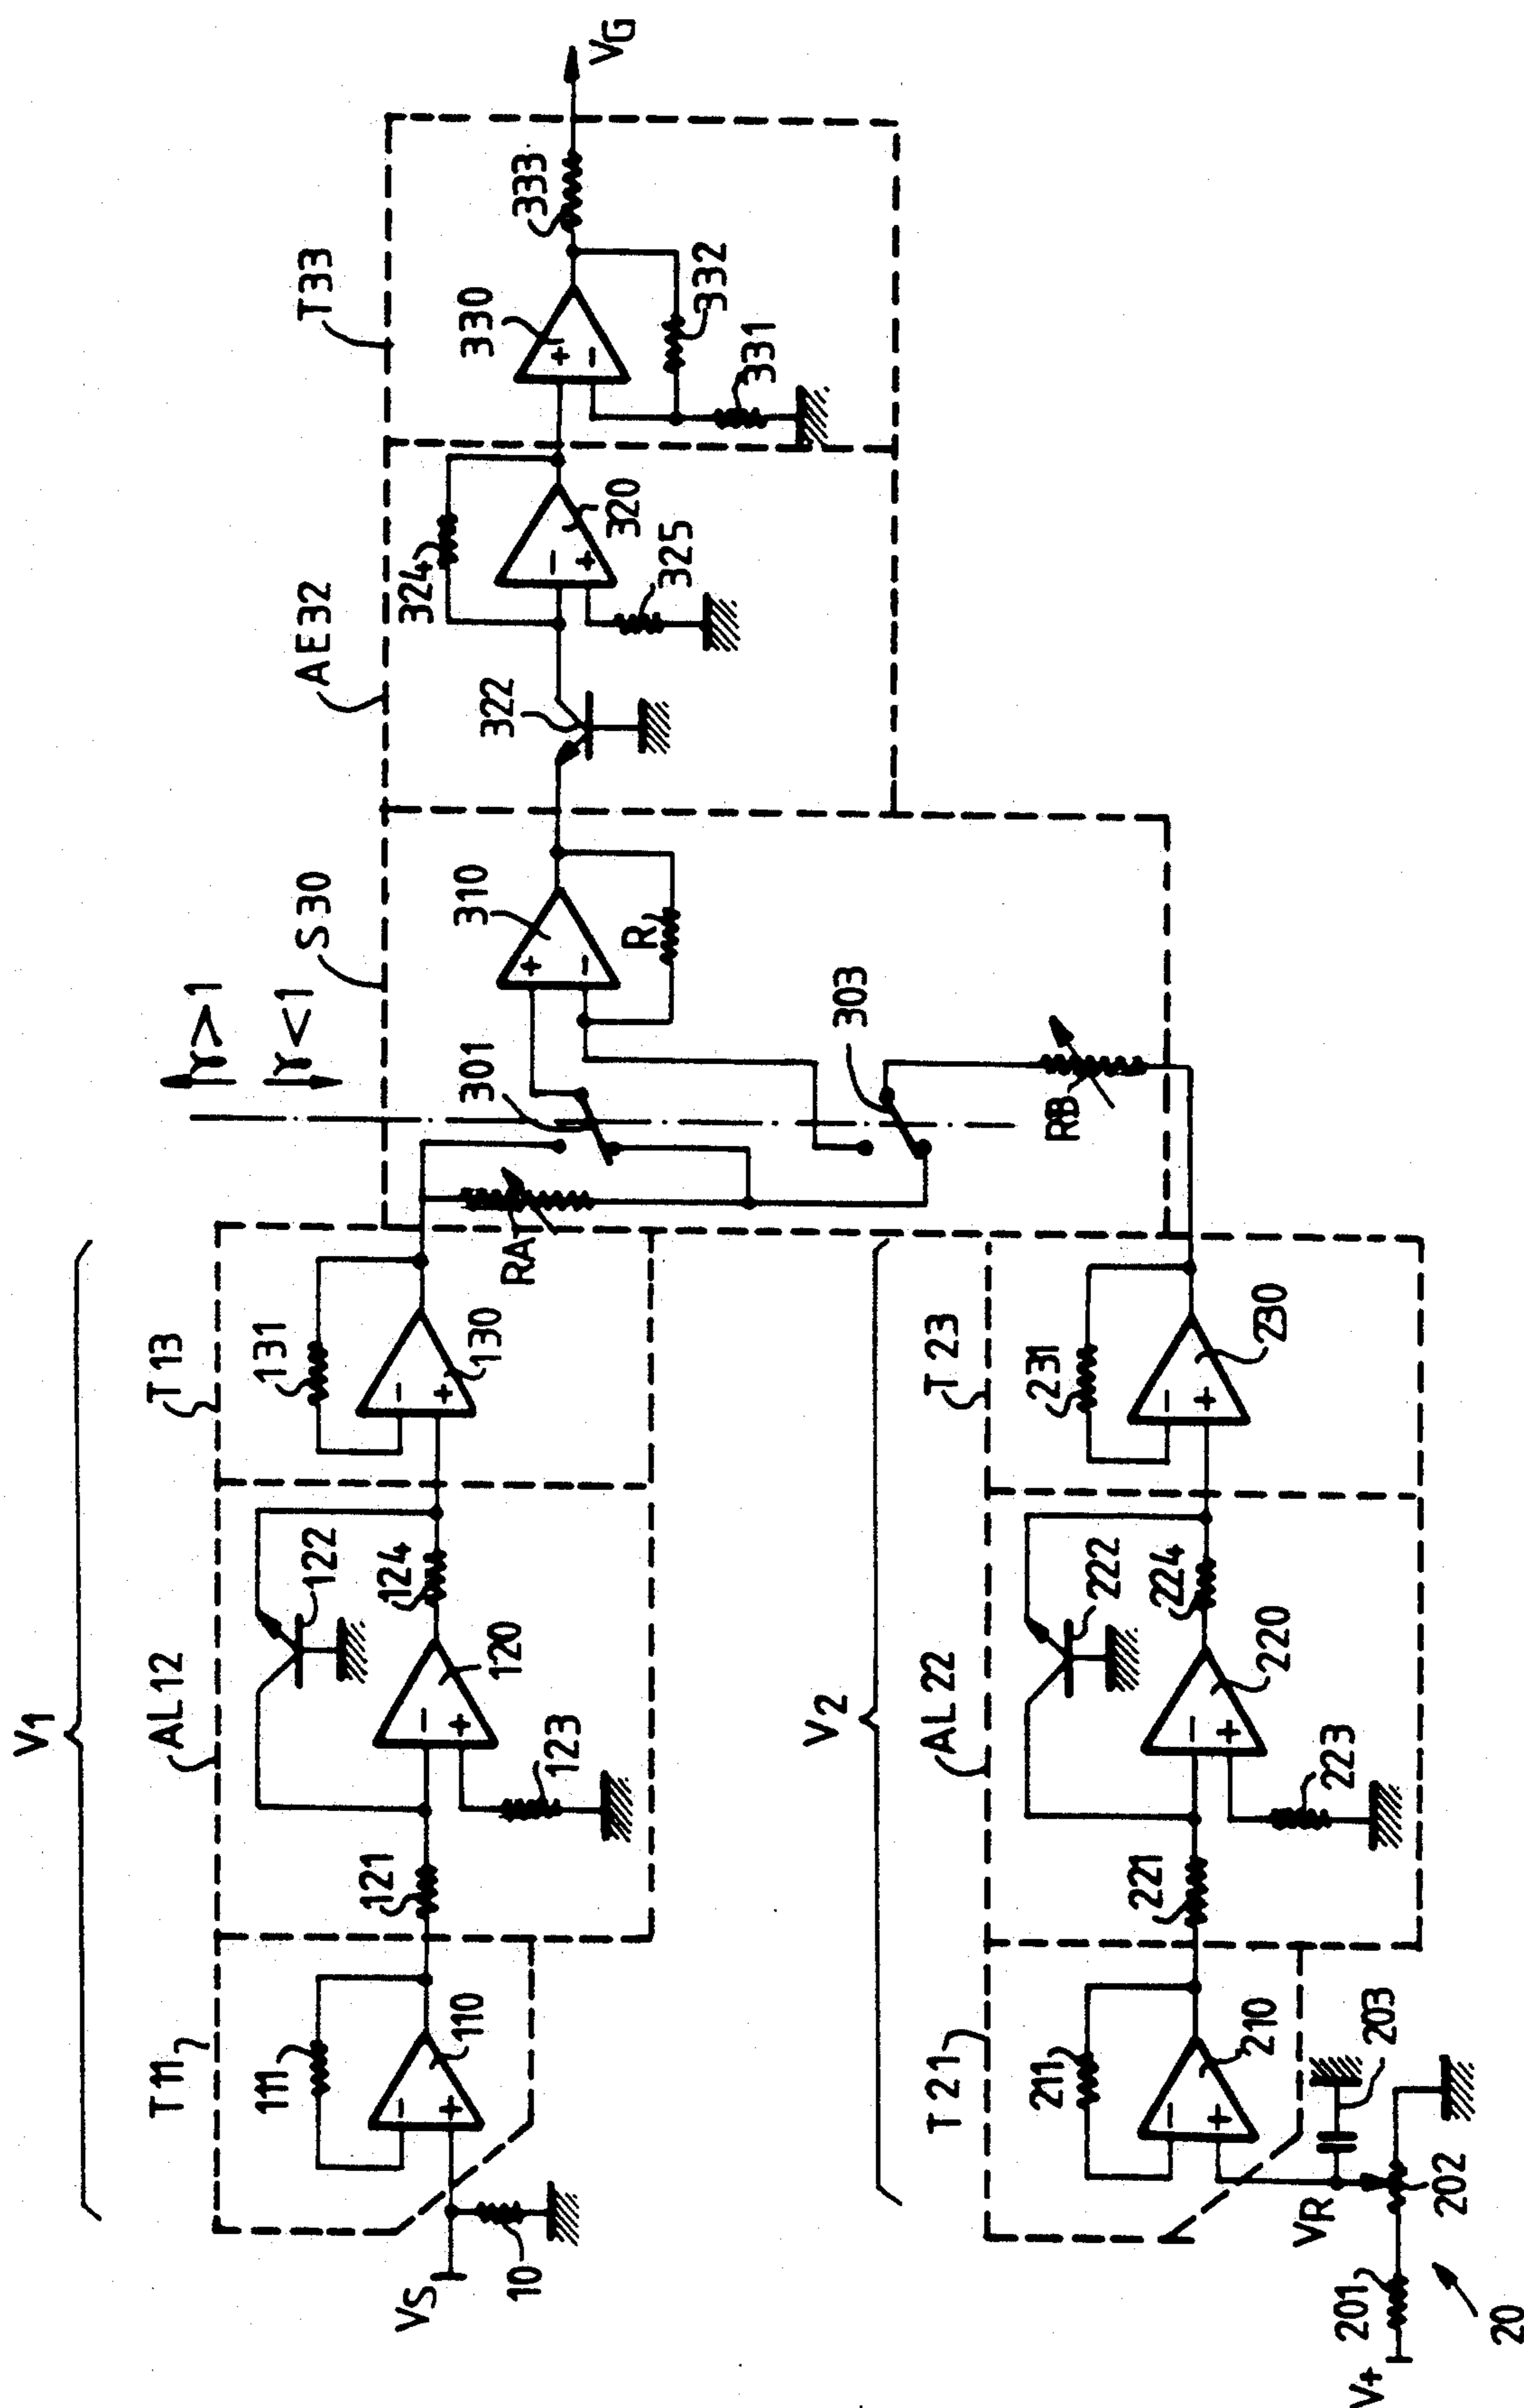 V1
T11
AL12
T13
111
110
121
120
122
124
123
131
130
VS
10
S30
AE32
T33
γ>1
γ<1
RA
301
303
RB
310
R
322
324
320
325
330
332
331
333
VG
V2
T21
AL22
T23
211
210
221
220
222
224
223
231
230
VR
203
202
201
V+
20
- +
- +
- +
- +
- +
- +
+ -
- +
+ -